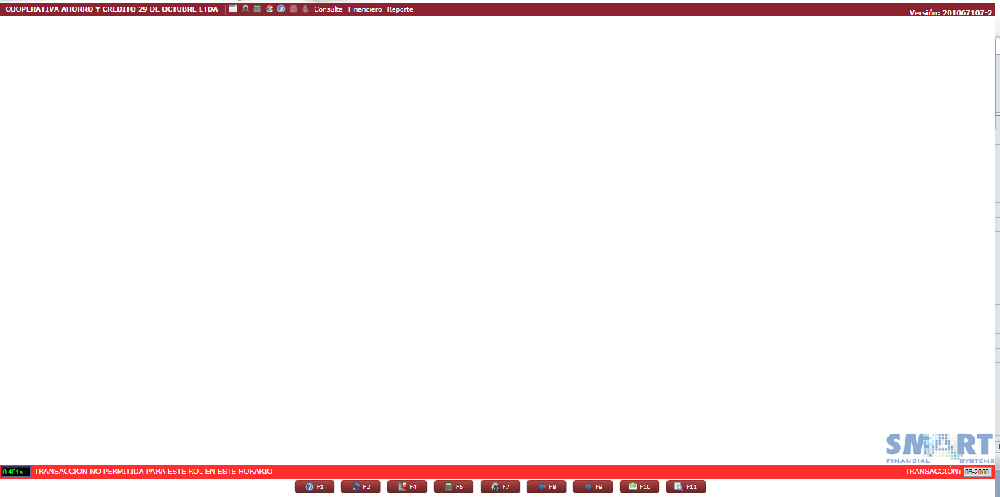 COOPERATIVA AHORRO Y CREDITO 29 DE OCTUBRE LTDA Consulta Financiero Reporte Versión: 201067107-2
SMART
FINANCIAL SYSTEMS
0.401s TRANSACCION NO PERMITIDA PARA ESTE ROL EN ESTE HORARIO TRANSACCIÓN: 06-2000
F1 F2 F4 F6 F7 F8 F9 F10 F11